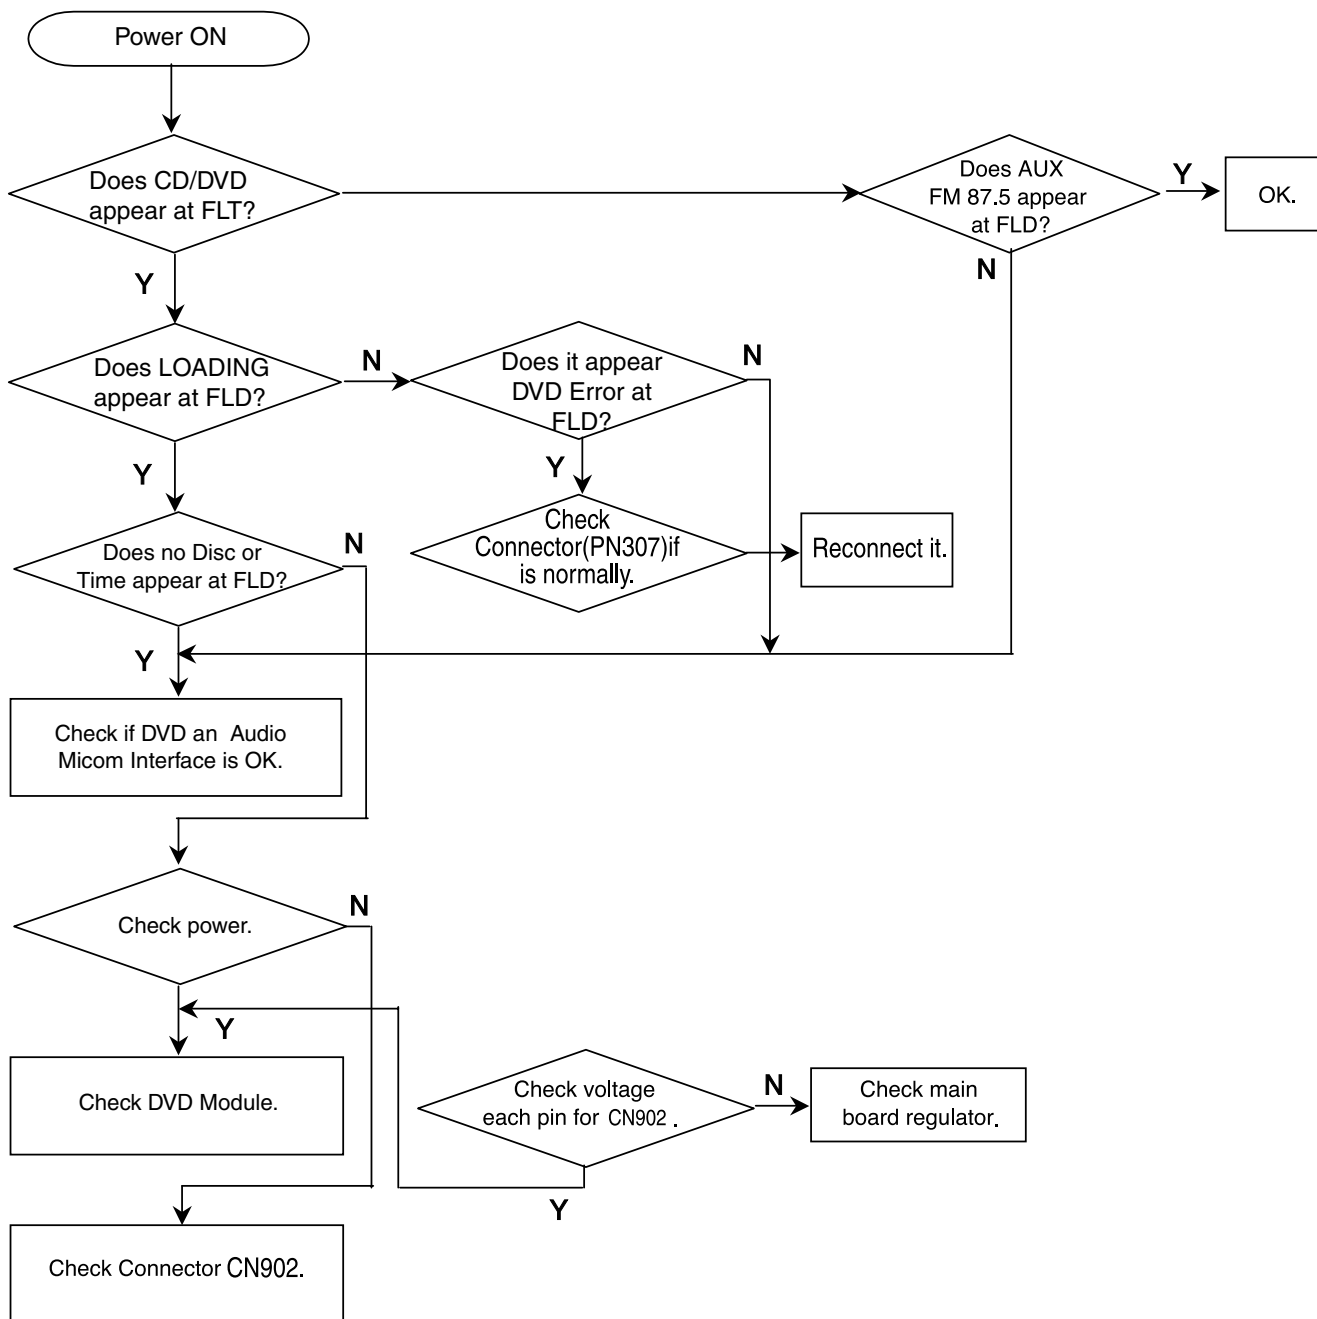 Power ON
Does CD/DVD
appear at FLT?
Does AUX
FM 87.5 appear
at FLD?
Y
OK.
Y
N
Does LOADING
appear at FLD?
N
Does it appear
DVD Error at
FLD?
N
Y
Y
Does no Disc or
Time appear at FLD?
N
Check
Connector(PN307)if
is normally.
Reconnect it.
Y
Check if DVD an Audio
Micom Interface is OK.
Check power.
N
Y
Check DVD Module.
Check voltage
each pin for CN902 .
N
Check main
board regulator.
Y
Check Connector CN902.